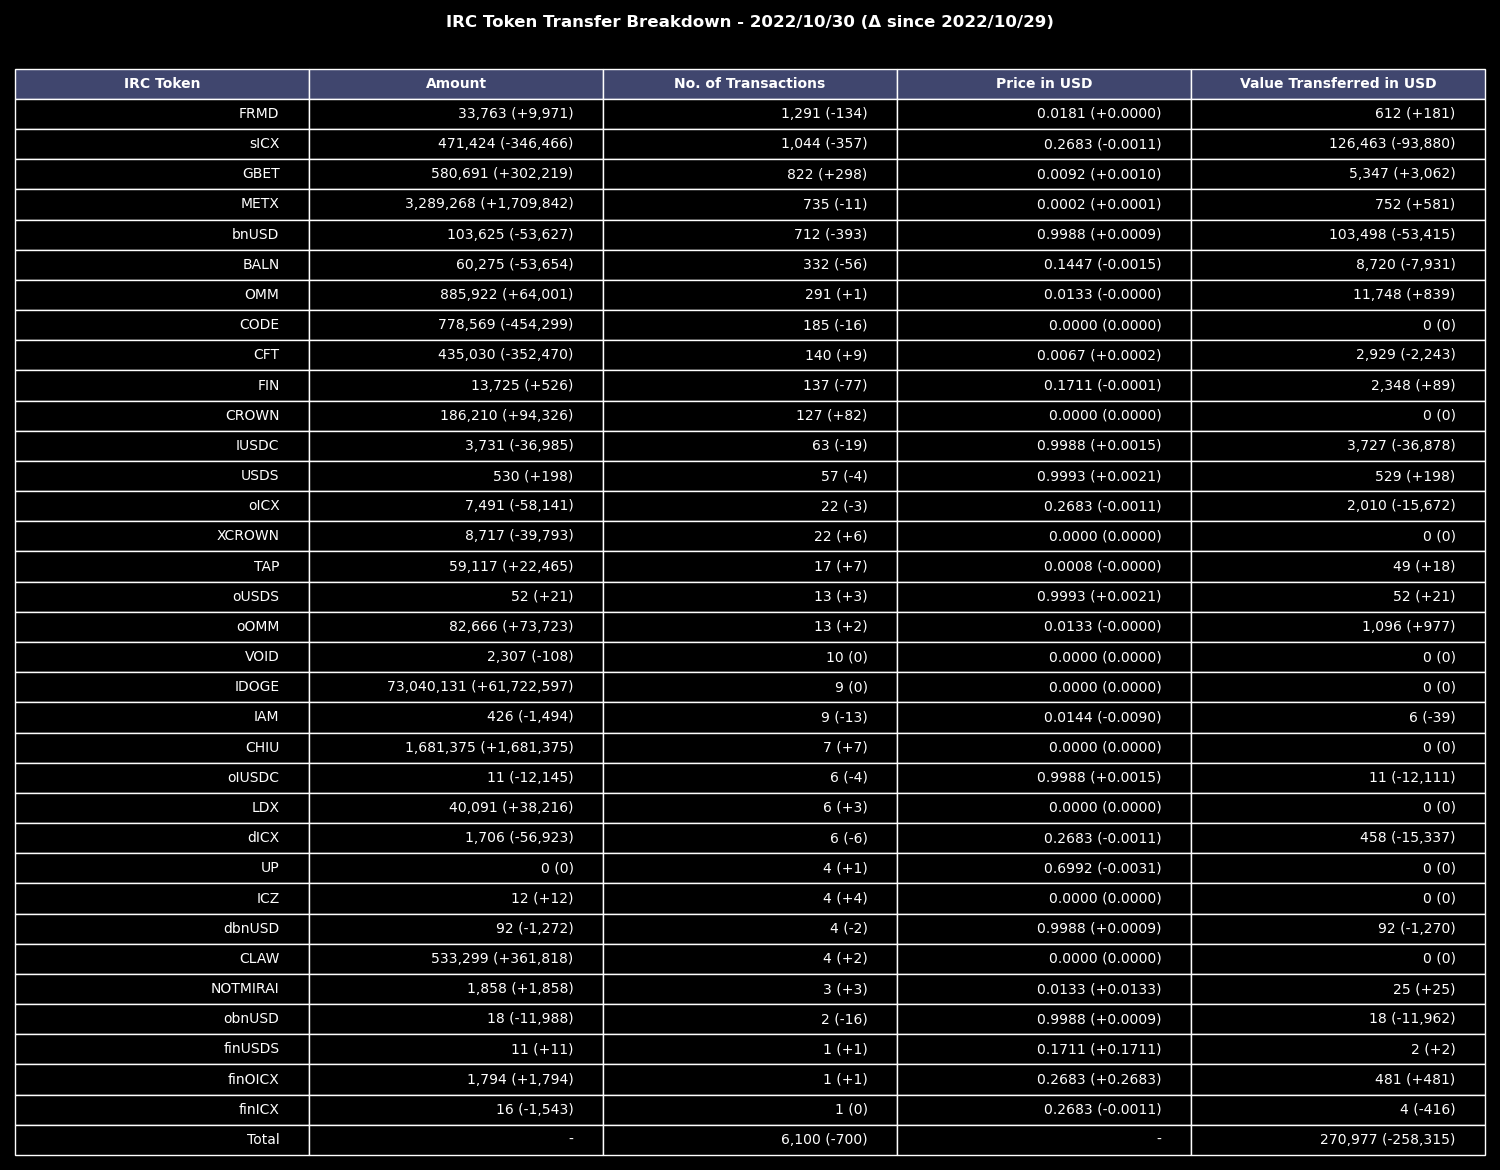 IRC Token Transfer Breakdown - 2022/10/30 (Δ since 2022/10/29)
IRC Token Amount No. of Transactions Price in USD Value Transferred in USD
FRMD 33,763 (+9,971) 1,291 (-134) 0.0181 (+0.0000) 612 (+181)
sICX 471,424 (-346,466) 1,044 (-357) 0.2683 (-0.0011) 126,463 (-93,880)
GBET 580,691 (+302,219) 822 (+298) 0.0092 (+0.0010) 5,347 (+3,062)
METX 3,289,268 (+1,709,842) 735 (-11) 0.0002 (+0.0001) 752 (+581)
bnUSD 103,625 (-53,627) 712 (-393) 0.9988 (+0.0009) 103,498 (-53,415)
BALN 60,275 (-53,654) 332 (-56) 0.1447 (-0.0015) 8,720 (-7,931)
OMM 885,922 (+64,001) 291 (+1) 0.0133 (-0.0000) 11,748 (+839)
CODE 778,569 (-454,299) 185 (-16) 0.0000 (0.0000) 0 (0)
CFT 435,030 (-352,470) 140 (+9) 0.0067 (+0.0002) 2,929 (-2,243)
FIN 13,725 (+526) 137 (-77) 0.1711 (-0.0001) 2,348 (+89)
CROWN 186,210 (+94,326) 127 (+82) 0.0000 (0.0000) 0 (0)
IUSDC 3,731 (-36,985) 63 (-19) 0.9988 (+0.0015) 3,727 (-36,878)
USDS 530 (+198) 57 (-4) 0.9993 (+0.0021) 529 (+198)
oICX 7,491 (-58,141) 22 (-3) 0.2683 (-0.0011) 2,010 (-15,672)
XCROWN 8,717 (-39,793) 22 (+6) 0.0000 (0.0000) 0 (0)
TAP 59,117 (+22,465) 17 (+7) 0.0008 (-0.0000) 49 (+18)
oUSDS 52 (+21) 13 (+3) 0.9993 (+0.0021) 52 (+21)
oOMM 82,666 (+73,723) 13 (+2) 0.0133 (-0.0000) 1,096 (+977)
VOID 2,307 (-108) 10 (0) 0.0000 (0.0000) 0 (0)
IDOGE 73,040,131 (+61,722,597) 9 (0) 0.0000 (0.0000) 0 (0)
IAM 426 (-1,494) 9 (-13) 0.0144 (-0.0090) 6 (-39)
CHIU 1,681,375 (+1,681,375) 7 (+7) 0.0000 (0.0000) 0 (0)
oIUSDC 11 (-12,145) 6 (-4) 0.9988 (+0.0015) 11 (-12,111)
LDX 40,091 (+38,216) 6 (+3) 0.0000 (0.0000) 0 (0)
dICX 1,706 (-56,923) 6 (-6) 0.2683 (-0.0011) 458 (-15,337)
UP 0 (0) 4 (+1) 0.6992 (-0.0031) 0 (0)
ICZ 12 (+12) 4 (+4) 0.0000 (0.0000) 0 (0)
dbnUSD 92 (-1,272) 4 (-2) 0.9988 (+0.0009) 92 (-1,270)
CLAW 533,299 (+361,818) 4 (+2) 0.0000 (0.0000) 0 (0)
NOTMIRAI 1,858 (+1,858) 3 (+3) 0.0133 (+0.0133) 25 (+25)
obnUSD 18 (-11,988) 2 (-16) 0.9988 (+0.0009) 18 (-11,962)
finUSDS 11 (+11) 1 (+1) 0.1711 (+0.1711) 2 (+2)
finOICX 1,794 (+1,794) 1 (+1) 0.2683 (+0.2683) 481 (+481)
finICX 16 (-1,543) 1 (0) 0.2683 (-0.0011) 4 (-416)
Total - 6,100 (-700) - 270,977 (-258,315)